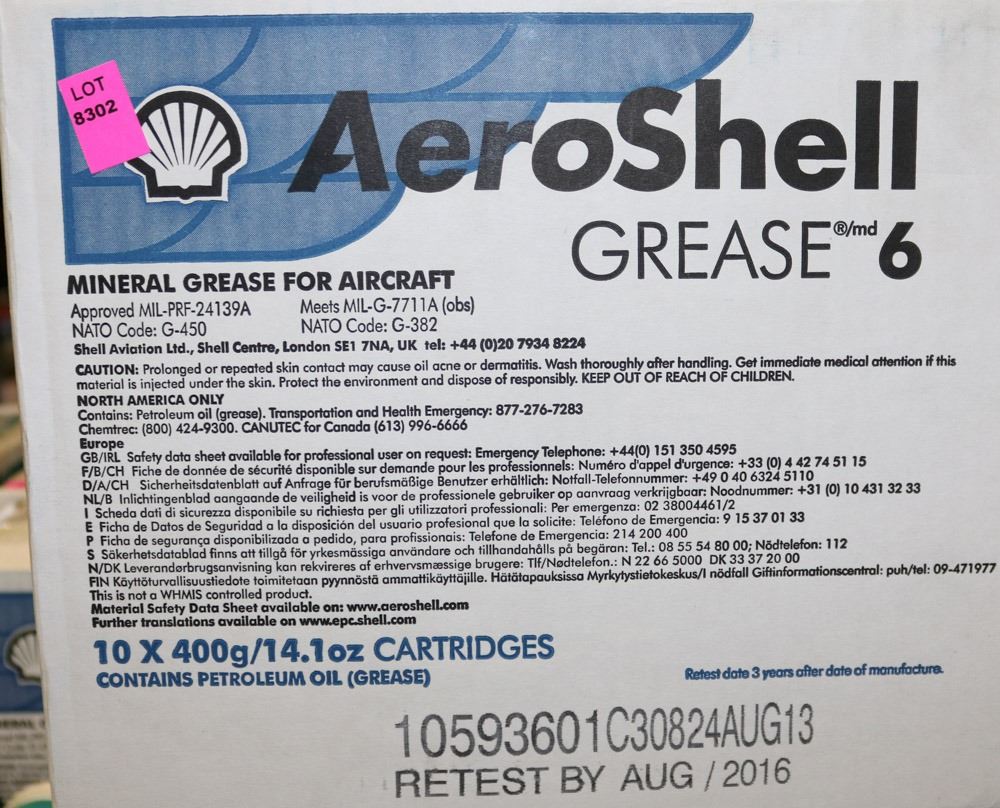 LOT
8302
AeroShell
GREASE®/md 6
MINERAL GREASE FOR AIRCRAFT
Approved MIL-PRF-24139A Meets MIL-G-7711A (obs)
NATO Code: G-450 NATO Code: G-382
Shell Aviation Ltd., Shell Centre, London SE1 7NA, UK tel: +44 (0)20 7934 8224
CAUTION: Prolonged or repeated skin contact may cause oil acne or dermatitis. Wash thoroughly after handling. Get immediate medical attention if this
material is injected under the skin. Protect the environment and dispose of responsibly. KEEP OUT OF REACH OF CHILDREN.
NORTH AMERICA ONLY
Contains: Petroleum oil (grease). Transportation and Health Emergency: 877-276-7283
Chemtrec: (800) 424-9300. CANUTEC for Canada (613) 996-6666
Europe
GB/IRL Safety data sheet available for professional user on request: Emergency Telephone: +44(0) 151 350 4595
F/B/CH Fiche de donnée de sécurité disponible sur demande pour les professionnels: Numéro d'appel d'urgence: +33 (0) 4 42 74 51 15
D/A/CH Sicherheitsdatenblatt auf Anfrage für berufsmäßige Benutzer erhältlich: Notfall-Telefonnummer: +49 0 40 6324 5110
NL/B Inlichtingenblad aangaande de veiligheid is voor de professionele gebruiker op aanvraag verkrijgbaar: Noodnummer: +31 (0) 10 431 32 33
I Scheda dati di sicurezza disponibile su richiesta per gli utilizzatori professionali: Per emergenza: 02 38004461/2
E Ficha de Datos de Seguridad a la disposición del usuario profesional que la solicite: Teléfono de Emergencia: 9 15 37 01 33
P Ficha de segurança disponibilizada a pedido, para profissionais: Telefone de Emergencia: 214 200 400
S Säkerhetsdatablad finns att tillgå för yrkesmässiga användare och tillhandahålls på begäran: Tel.: 08 55 54 80 00; Nödtelefon: 112
N/DK Leverandørbrugsanvisning kan rekvireres af erhvervsmæssige brugere: Tlf/Nødtelefon.: N 22 66 5000 DK 33 37 20 00
FIN Käyttöturvallisuustiedote toimitetaan pyynnöstä ammattikäyttäjille. Hätätapauksissa Myrkytystietokeskus/I nödfall Giftinformationscentral: puh/tel: 09-471977
This is not a WHMIS controlled product.
Material Safety Data Sheet available on: www.aeroshell.com
Further translations available on www.epc.shell.com
10 X 400g/14.1oz CARTRIDGES
CONTAINS PETROLEUM OIL (GREASE)
Retest date 3 years after date of manufacture.
10593601C30824AUG13
RETEST BY AUG / 2016